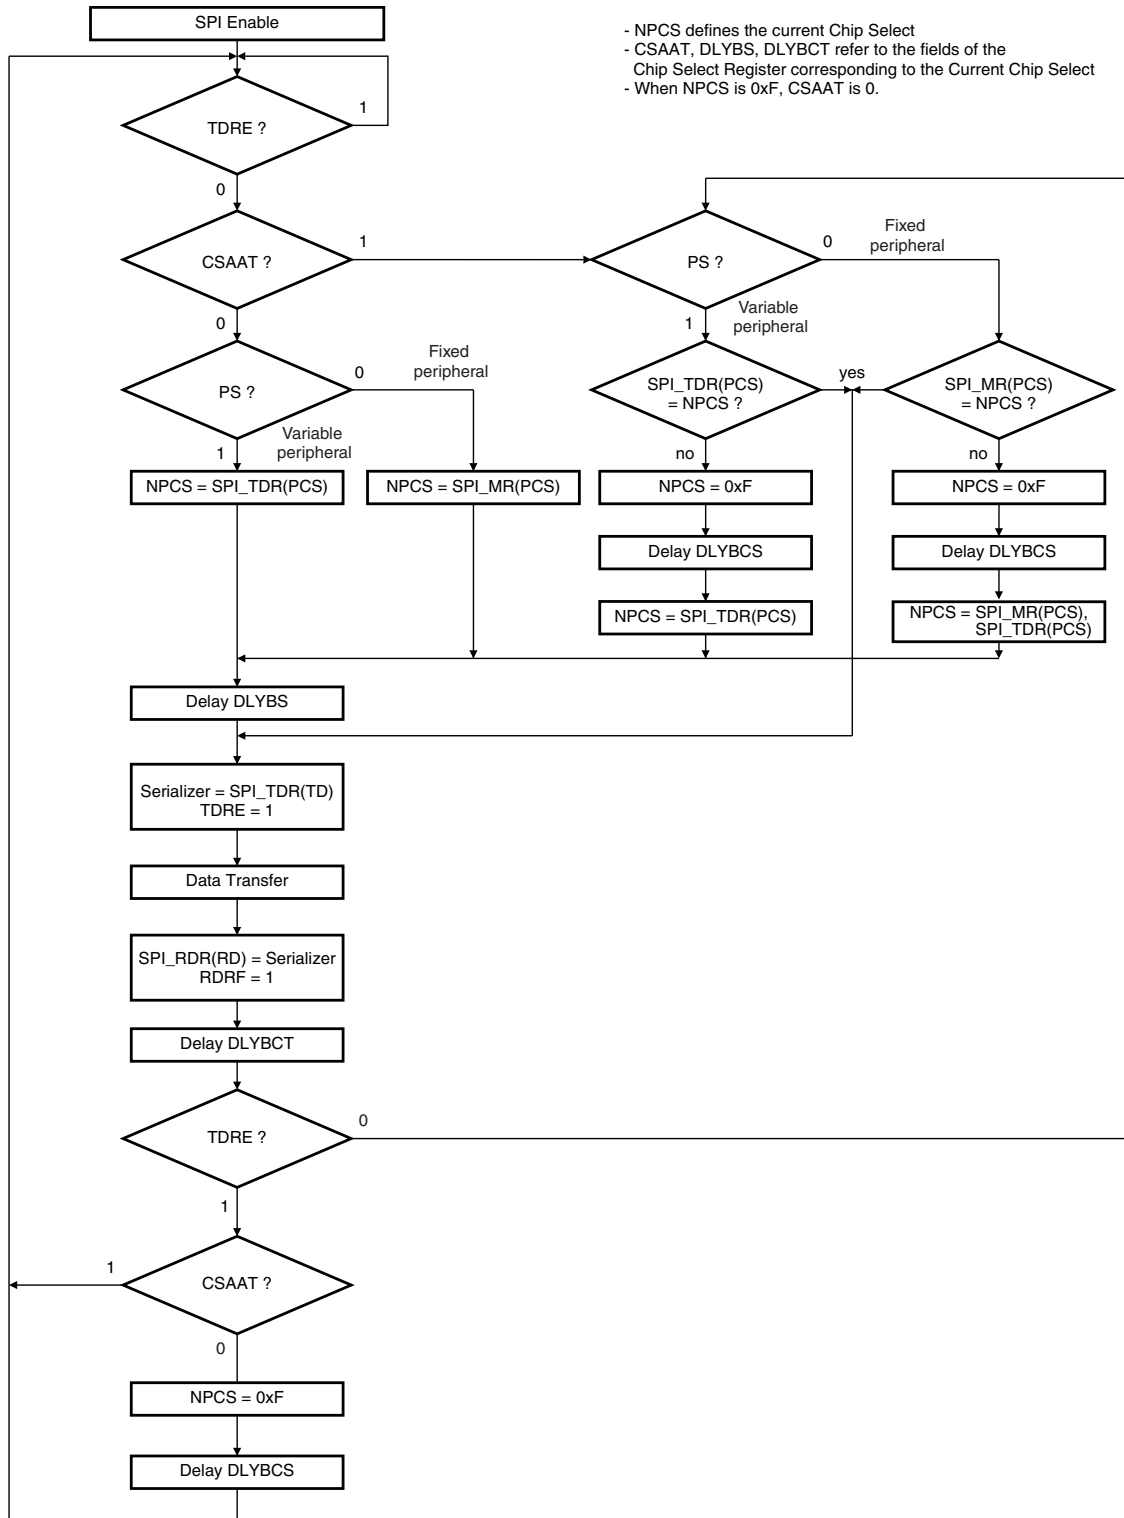 SPI Enable
- NPCS defines the current Chip Select
- CSAAT, DLYBS, DLYBCT refer to the fields of the
Chip Select Register corresponding to the Current Chip Select
- When NPCS is 0xF, CSAAT is 0.
1
TDRE ?
0
CSAAT ?
1
PS ?
0
Fixed
peripheral
0
1
Variable
peripheral
PS ?
0
Fixed
peripheral
1
Variable
peripheral
SPI_TDR(PCS)
= NPCS ?
yes
SPI_MR(PCS)
= NPCS ?
no
no
NPCS = SPI_TDR(PCS)
NPCS = SPI_MR(PCS)
NPCS = 0xF
NPCS = 0xF
Delay DLYBCS
Delay DLYBCS
NPCS = SPI_TDR(PCS)
NPCS = SPI_MR(PCS),
SPI_TDR(PCS)
Delay DLYBS
Serializer = SPI_TDR(TD)
TDRE = 1
Data Transfer
SPI_RDR(RD) = Serializer
RDRF = 1
Delay DLYBCT
TDRE ?
0
1
CSAAT ?
1
0
NPCS = 0xF
Delay DLYBCS